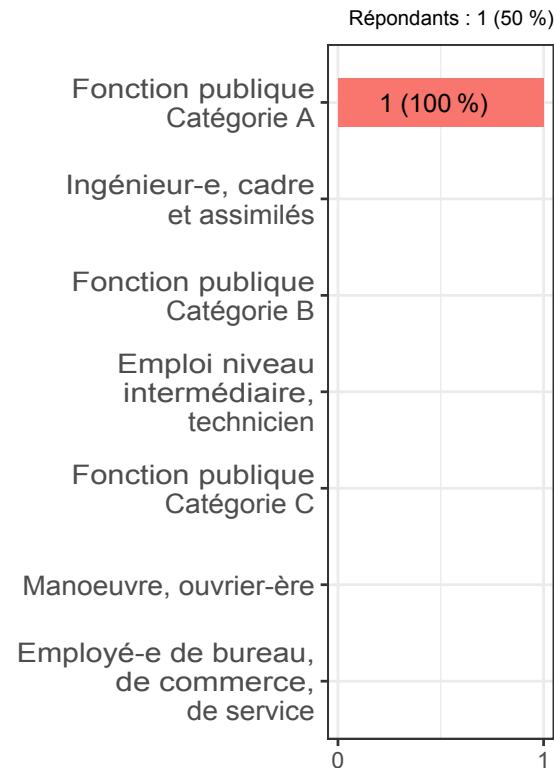 Répondants : 1 (50 %)
Fonction publique
Catégorie A
1 (100 %)
Ingénieur-e, cadre
et assimilés
Fonction publique
Catégorie B
Emploi niveau
intermédiaire,
technicien
Fonction publique
Catégorie C
Manoeuvre, ouvrier-ère
Employé-e de bureau,
de commerce,
de service
0 1